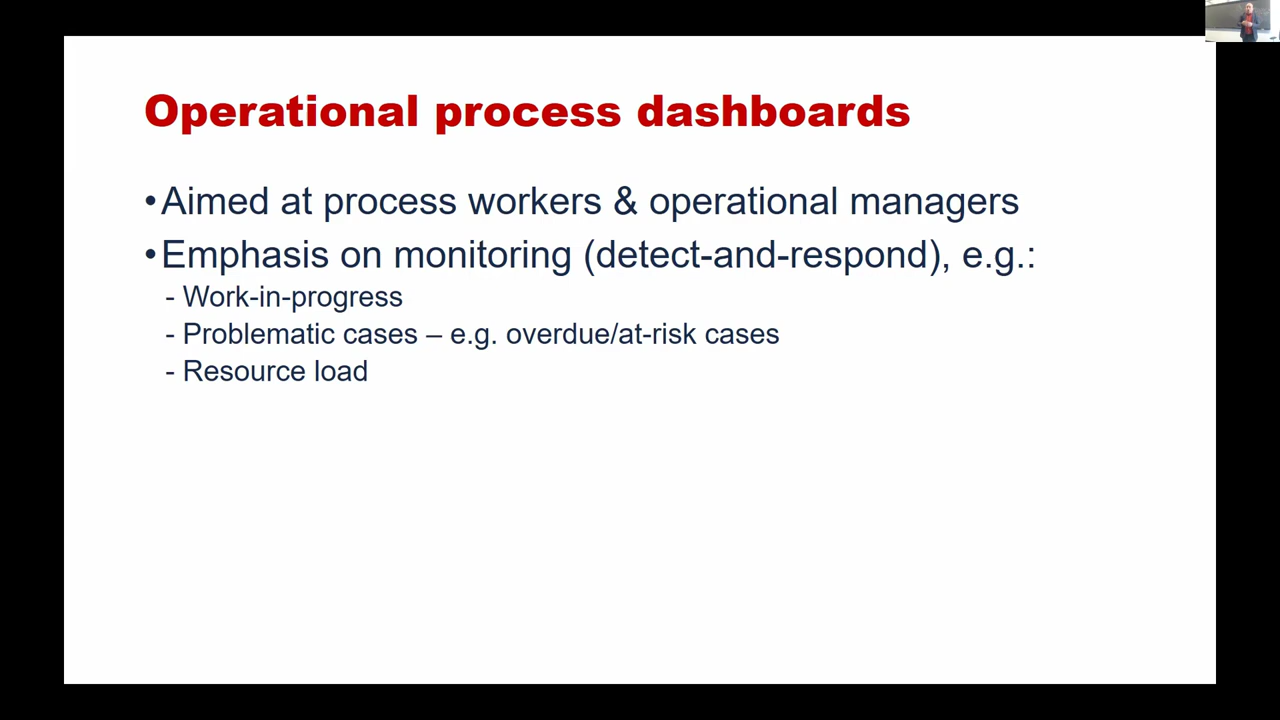 Operational process dashboards
•Aimed at process workers & operational managers
•Emphasis on monitoring (detect-and-respond), e.g.:
- Work-in-progress
- Problematic cases – e.g. overdue/at-risk cases
- Resource load